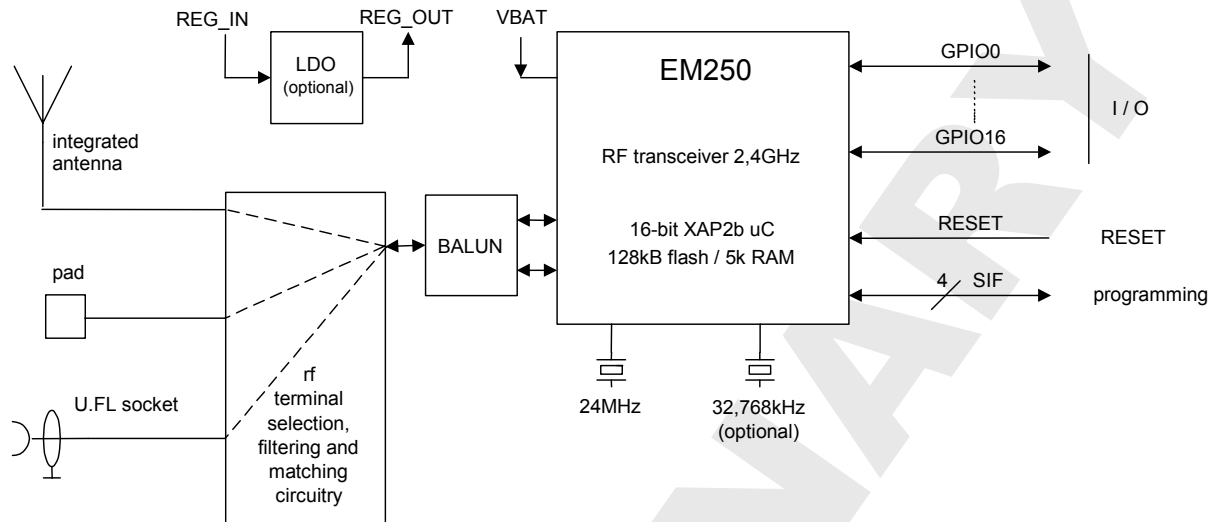 REG_IN
REG_OUT
VBAT
LDO
(optional)
EM250
GPIO0
I / O
integrated
antenna
RF transceiver 2,4GHz
GPIO16
16-bit XAP2b uC
128kB flash / 5k RAM
BALUN
RESET
RESET
pad
4 SIF
programming
rf
terminal
selection,
filtering and
matching
circuitry
U.FL socket
24MHz
32,768kHz
(optional)
NARY